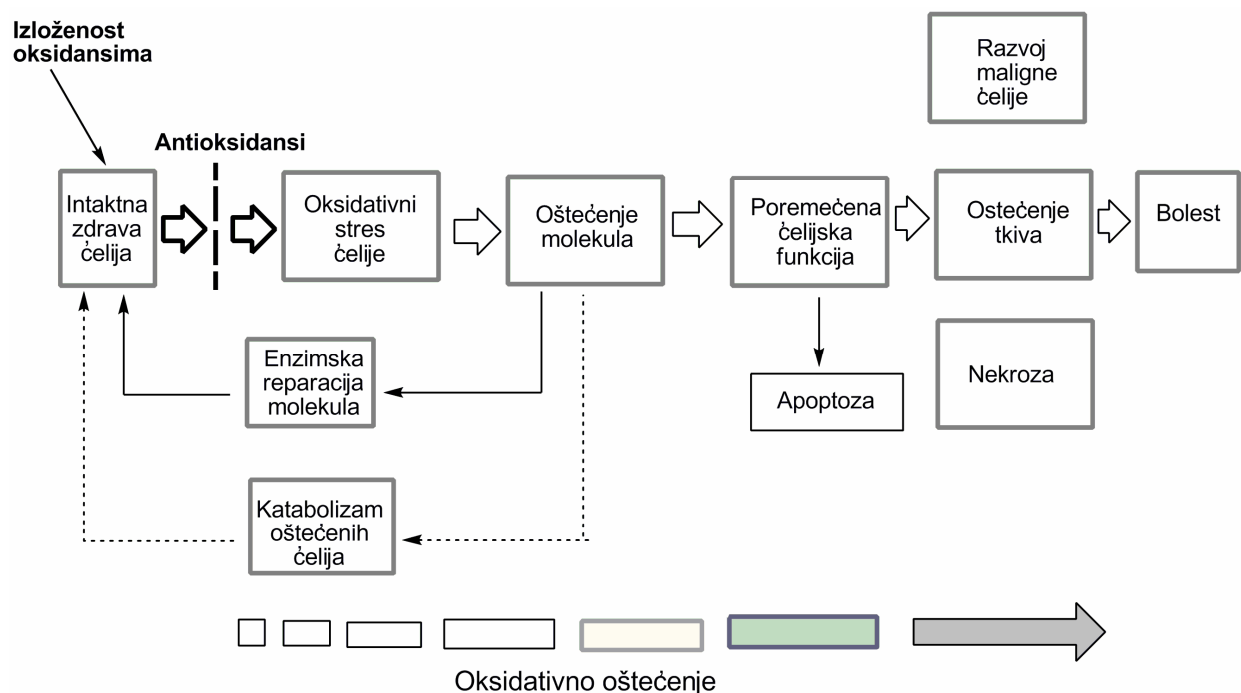 Izloženost
oksidansima
Antioksidansi
Intaktna
zdrava
ćelija
Oksidativni
stres
ćelije
Oštećenje
molekula
Poremećena
ćelijska
funkcija
Razvoj
maligne
ćelije
Ostećenje
tkiva
Bolest
Enzimska
reparacija
molekula
Apoptoza
Nekroza
Katabolizam
oštećenih
ćelija
Oksidativno oštećenje